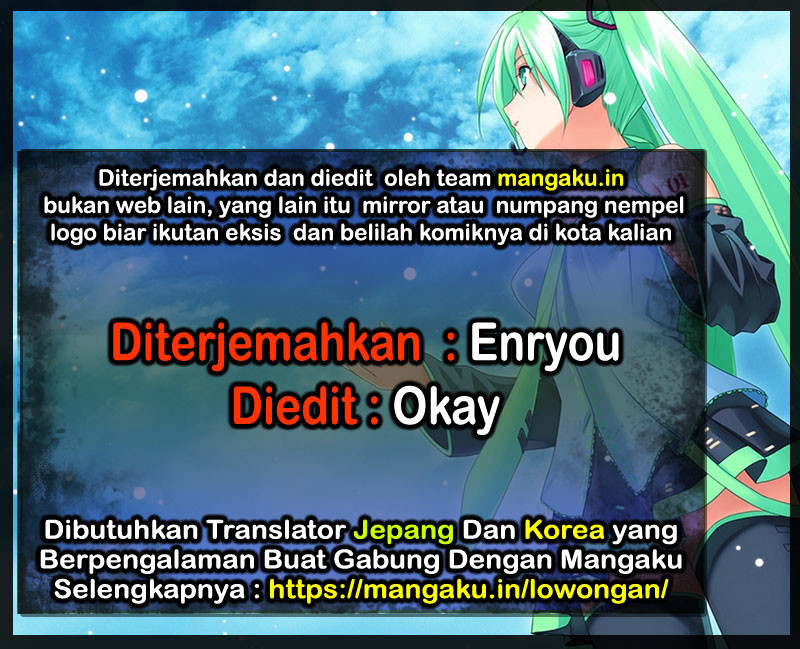 Diterjemahkan dan diedit oleh team mangaku.in
bukan web lain, yang lain itu mirror atau numpang nempel
logo biar ikutan eksis dan belilah komiknya di kota kalian
01
Diterjemahkan : Enryou
Diedit : Okay
Dibutuhkan Translator Jepang Dan Korea yang
Berpengalaman Buat Gabung Dengan Mangaku
Selengkapnya : https://mangaku.in/lowongan/